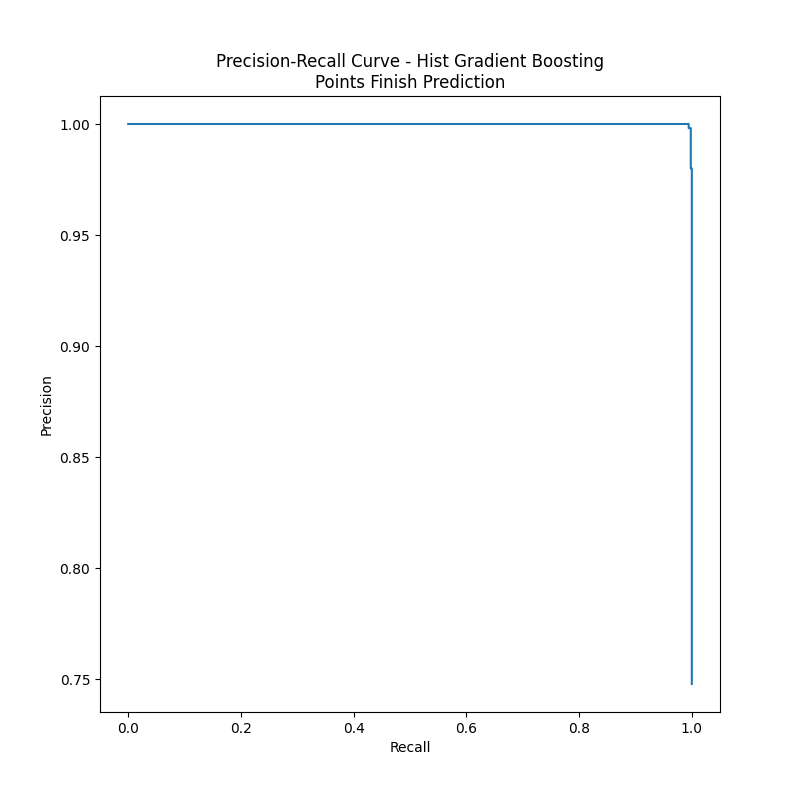 Precision-Recall Curve - Hist Gradient Boosting
Points Finish Prediction
1.00
0.95
0.90
0.85
0.80
0.75
Precision
0.0 0.2 0.4 0.6 0.8 1.0
Recall